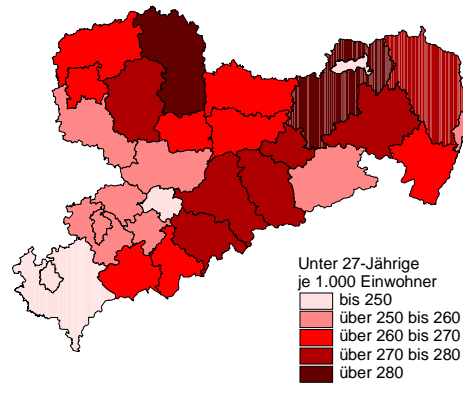 Unter 27-Jährige
je 1.000 Einwohner
bis 250
über 250 bis 260
über 260 bis 270
über 270 bis 280
über 280